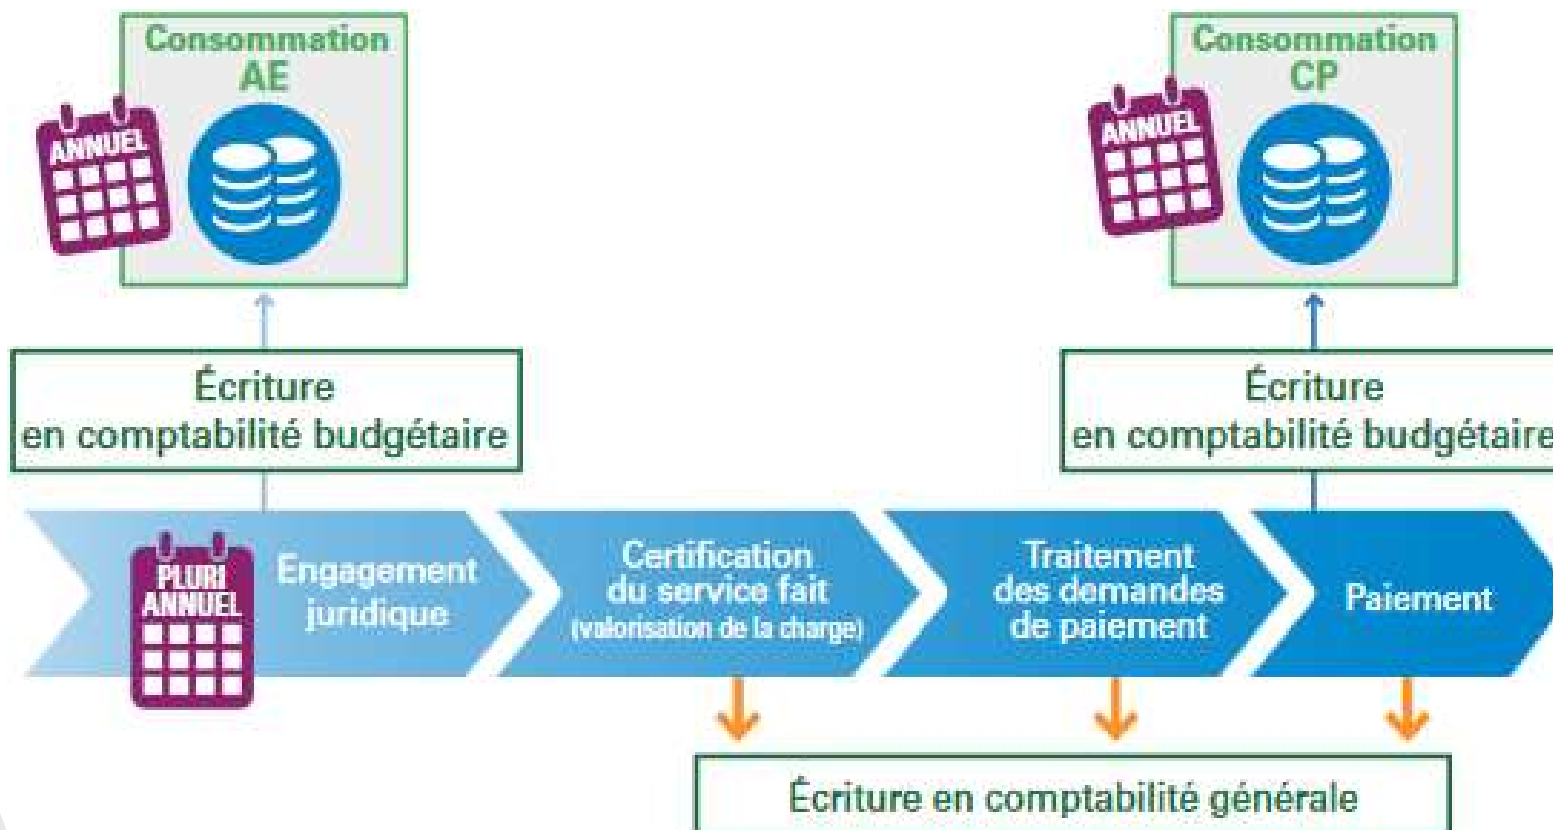 Consommation
AE
ANNUEL
Consommation
CP
ANNUEL
Écriture
en comptabilité budgétaire
Écriture
en comptabilité budgétaire
PLURI
ANNUEL
Engagement
juridique
Certification
du service fait
(valorisation de la charge)
Traitement
des demandes
de paiement
Paiement
Écriture en comptabilité générale